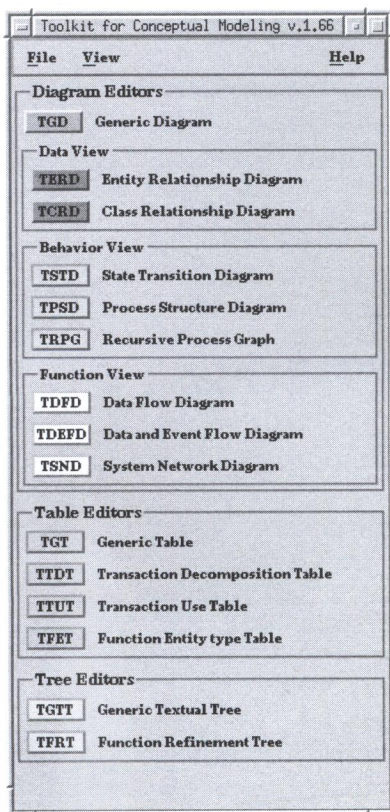 Toolkit for Conceptual Modeling v.1.66
File View Help
Diagram Editors
TGD Generic Diagram
Data View
TERD Entity Relationship Diagram
TCRD Class Relationship Diagram
Behavior View
TSTD State Transition Diagram
TPSD Process Structure Diagram
TRPG Recursive Process Graph
Function View
TDFD Data Flow Diagram
TDEFD Data and Event Flow Diagram
TSND System Network Diagram
Table Editors
TGT Generic Table
TTDT Transaction Decomposition Table
TTUT Transaction Use Table
TFET Function Entity type Table
Tree Editors
TGTT Generic Textual Tree
TFRT Function Refinement Tree